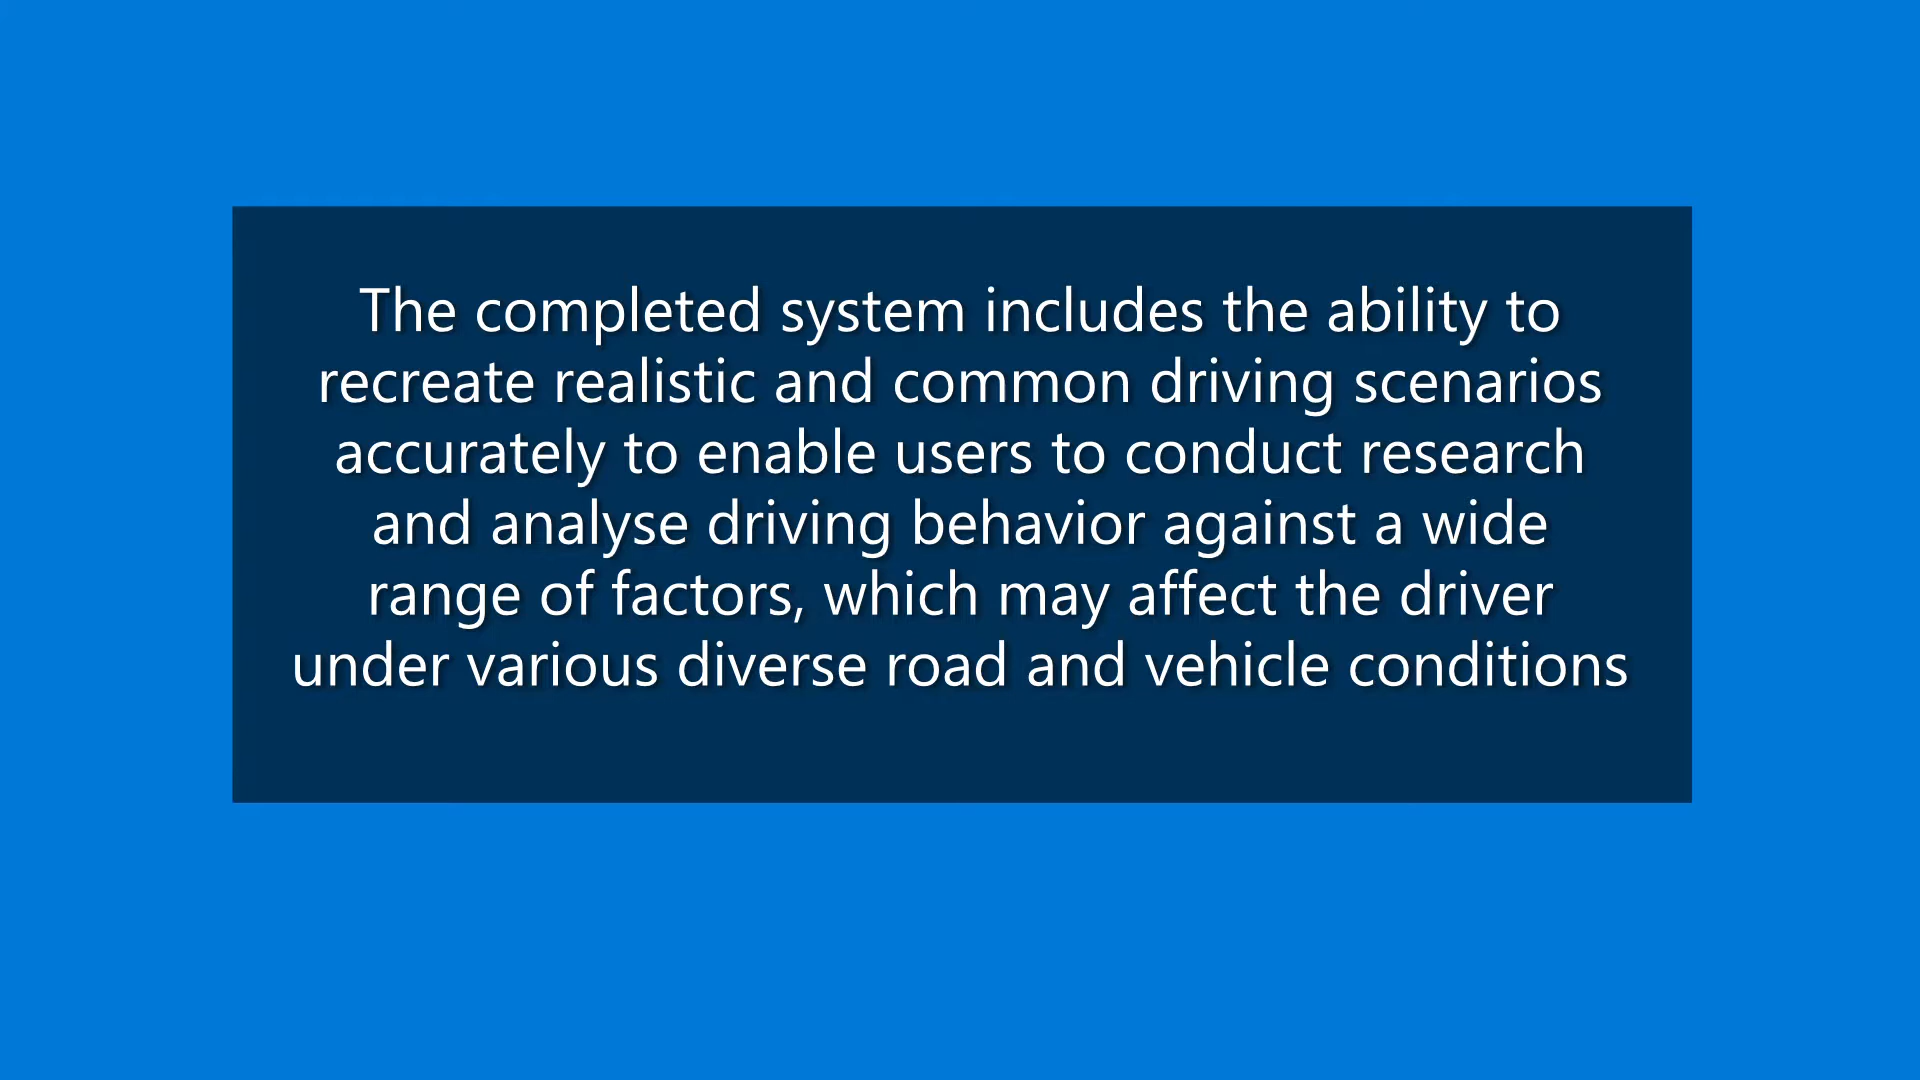 The completed system includes the ability to
recreate realistic and common driving scenarios
accurately to enable users to conduct research
and analyse driving behavior against a wide
range of factors, which may affect the driver
under various diverse road and vehicle conditions